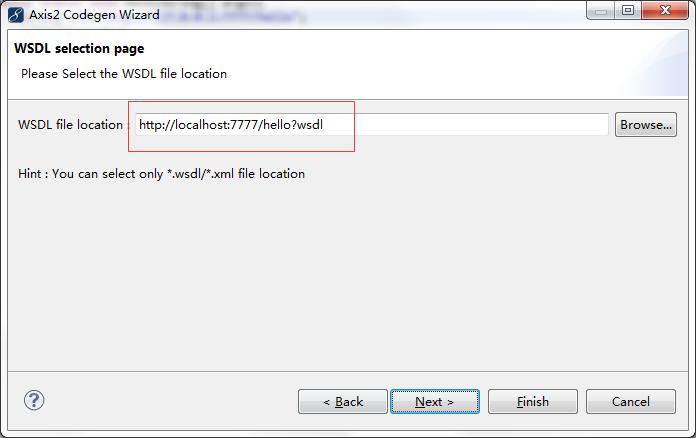 Axis2 Codegen Wizard
WSDL selection page
Please Select the WSDL file location
WSDL file location : http://localhost:7777/hello?wsdl Browse...
Hint : You can select only *.wsdl/*.xml file location
? < Back Next > Finish Cancel